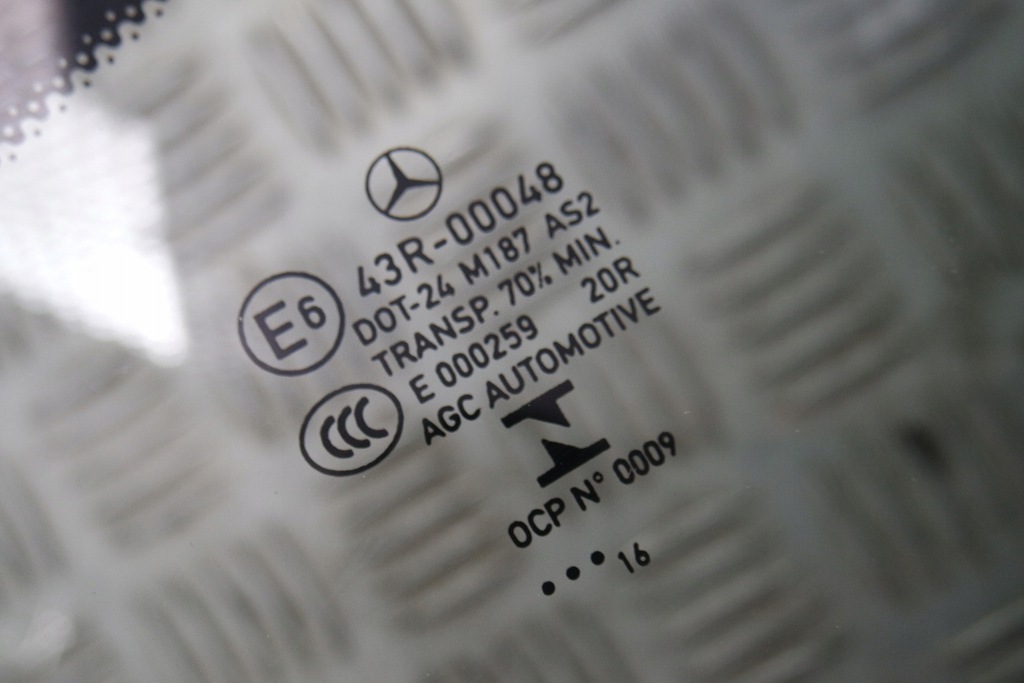 43R-00048
E6
DOT-24 M187 AS2
TRANSP. 70% MIN.
E 000259 20R
CCC
AGC AUTOMOTIVE
OCP N° 0009
••• 16